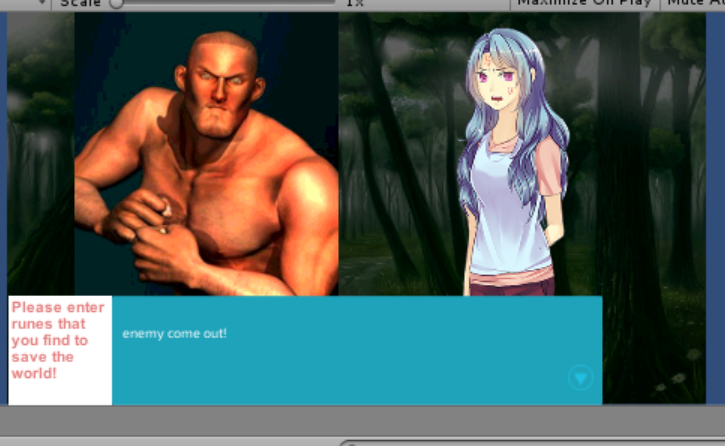 Scale 1x Maximize On Play Mute Au
Please enter
runes that
you find to
save the
world!
enemy come out!